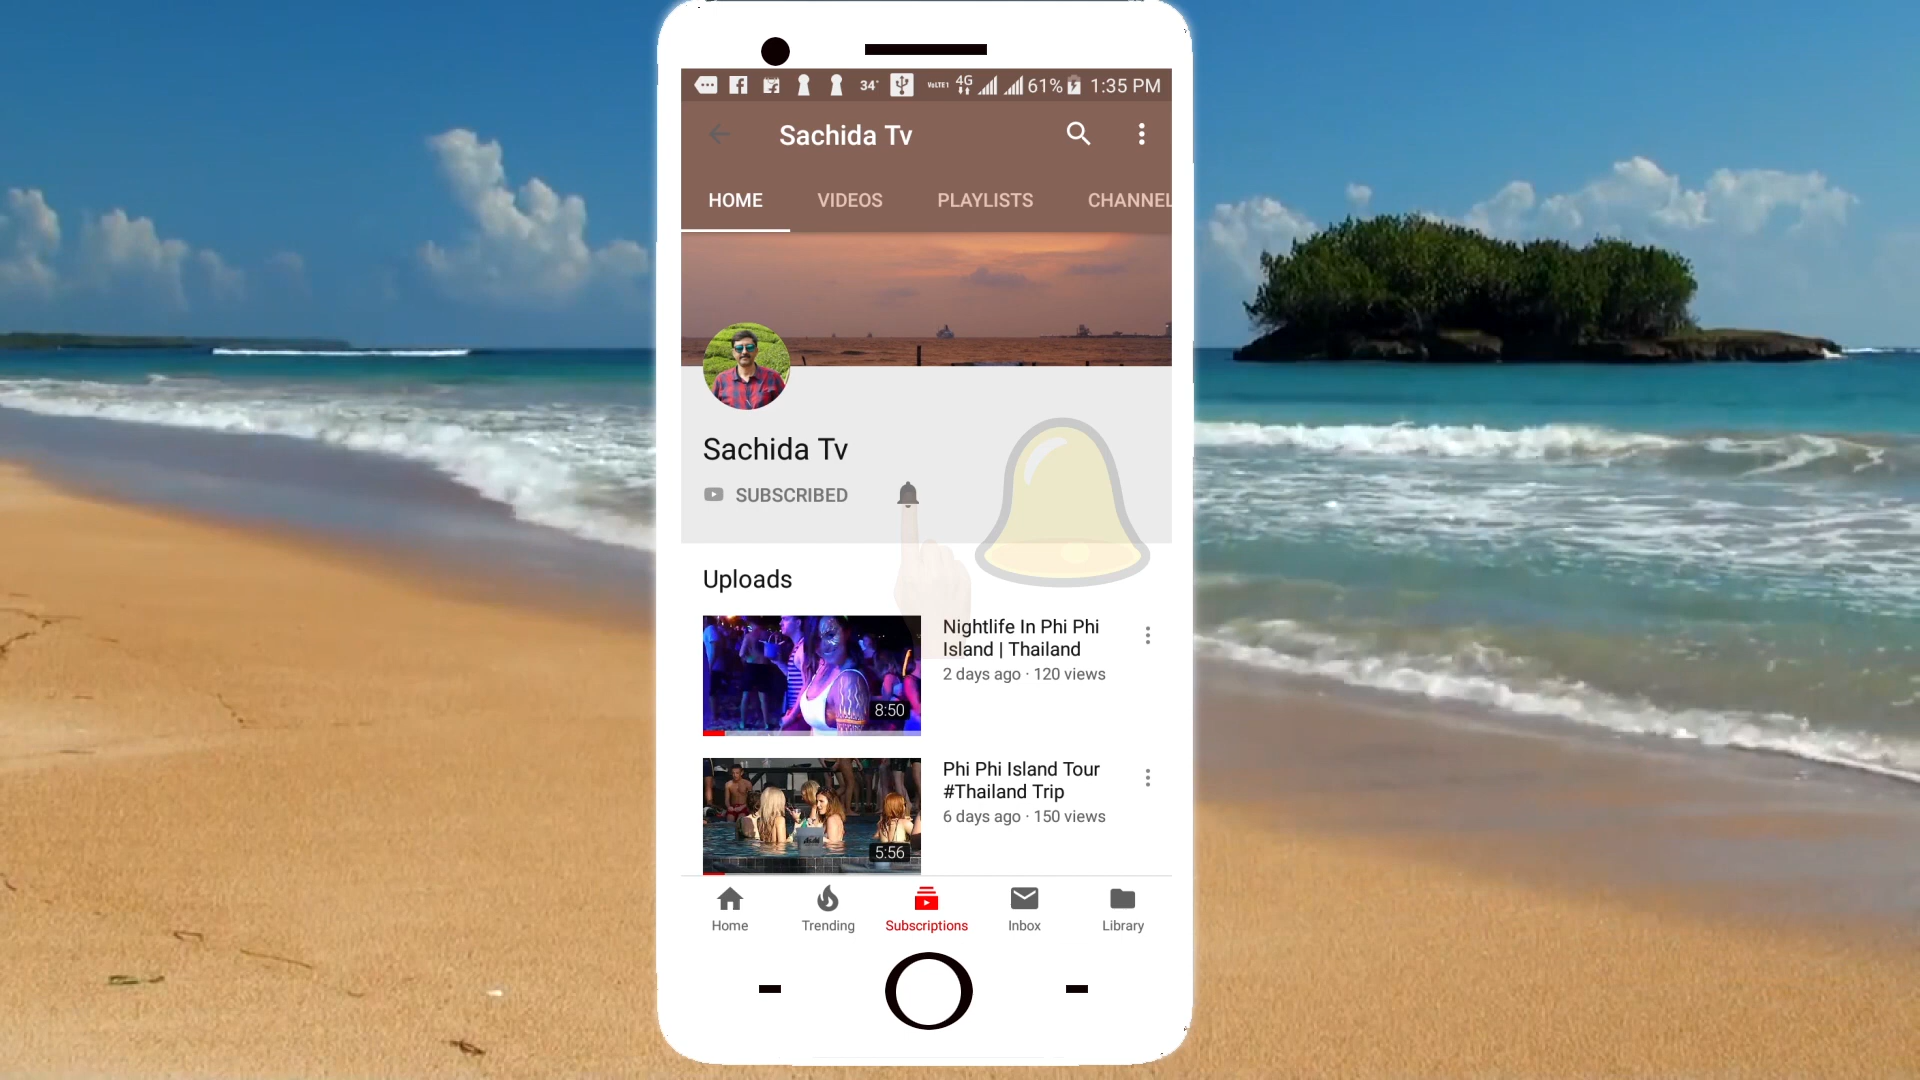 34° VoLTE1 4G 61% 1:35 PM
Sachida Tv
HOME VIDEOS PLAYLISTS CHANNEL
Sachida Tv
SUBSCRIBED
Uploads
Nightlife In Phi Phi
Island | Thailand
2 days ago · 120 views
8:50
Phi Phi Island Tour
#Thailand Trip
6 days ago · 150 views
5:56
Home Trending Subscriptions Inbox Library